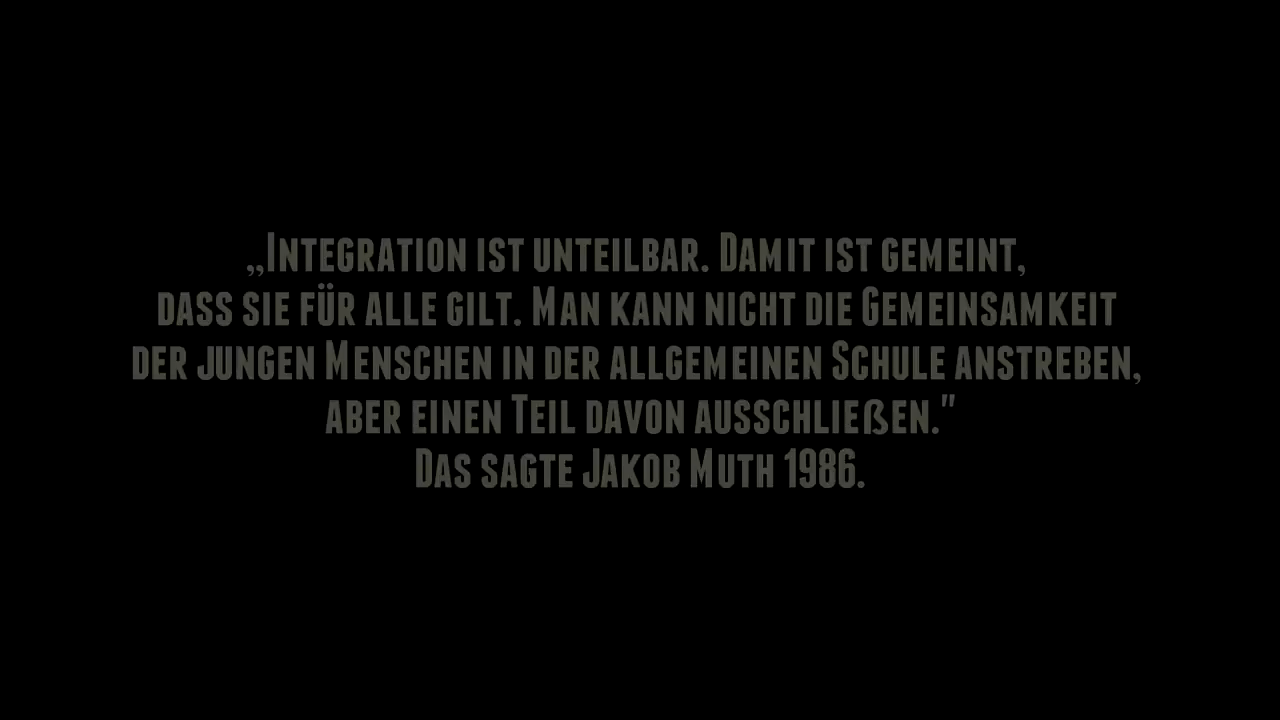 „Integration ist unteilbar. Damit ist gemeint,
dass sie für alle gilt. Man kann nicht die Gemeinsamkeit
der jungen Menschen in der allgemeinen Schule anstreben,
aber einen Teil davon ausschließen."
Das sagte Jakob Muth 1986.